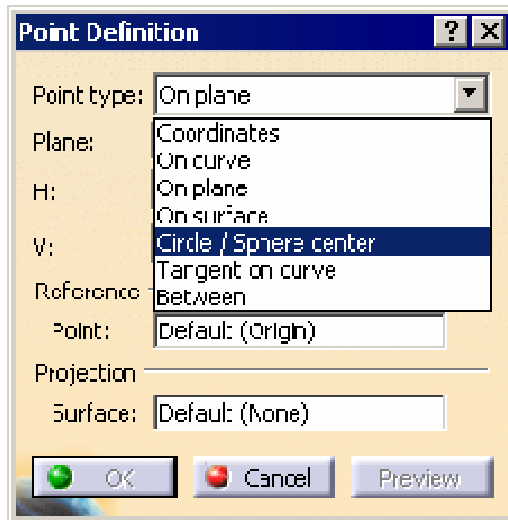 Point Definition
Point type: On plane
Coordinates
Plane:
On curve
H: On plane
On surface
V: Circle / Sphere center
Tangent on curve
Reference
Between
Point: Default (Origin)
Projection
Surface: Default (None)
OK Cancel Preview